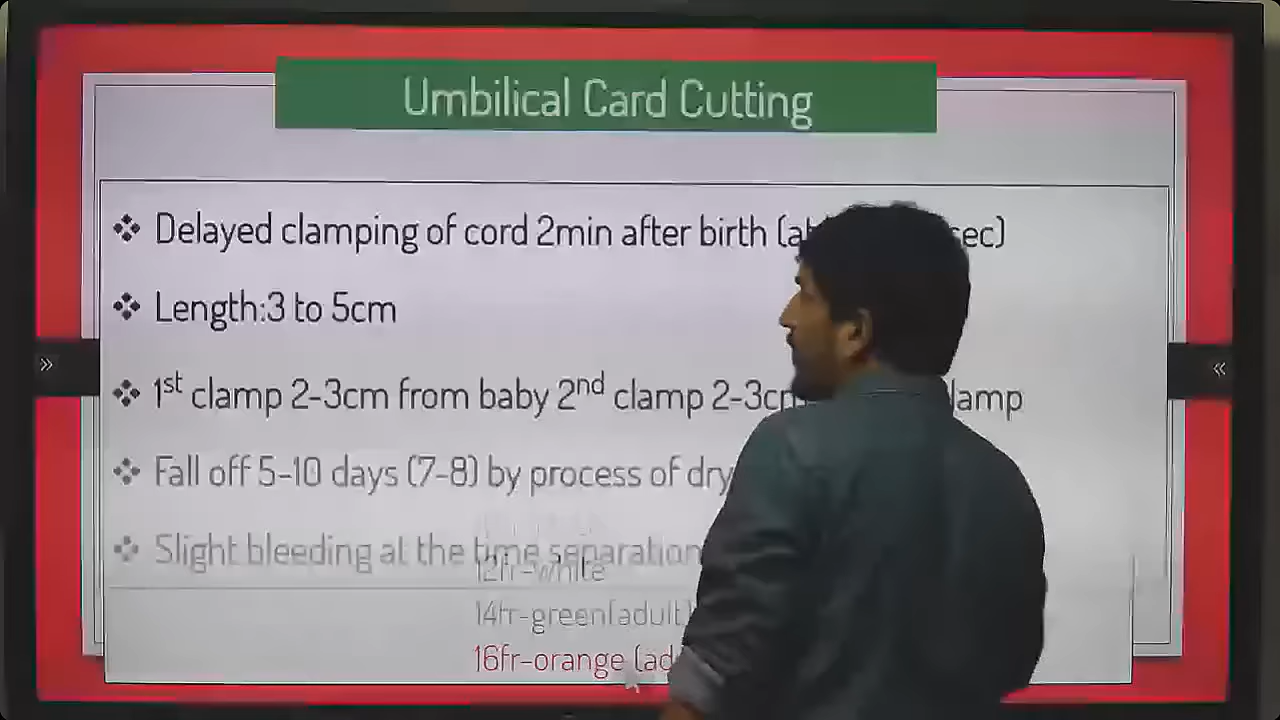 Umbilical Card Cutting
Delayed clamping of cord 2min after birth (at sec)
Length:3 to 5cm
1st clamp 2-3cm from baby 2nd clamp 2-3cm lamp
Fall off 5-10 days (7-8) by process of dry
Slight bleeding at the time separation
12fr-white
14fr-green(adult)
16fr-orange (ad